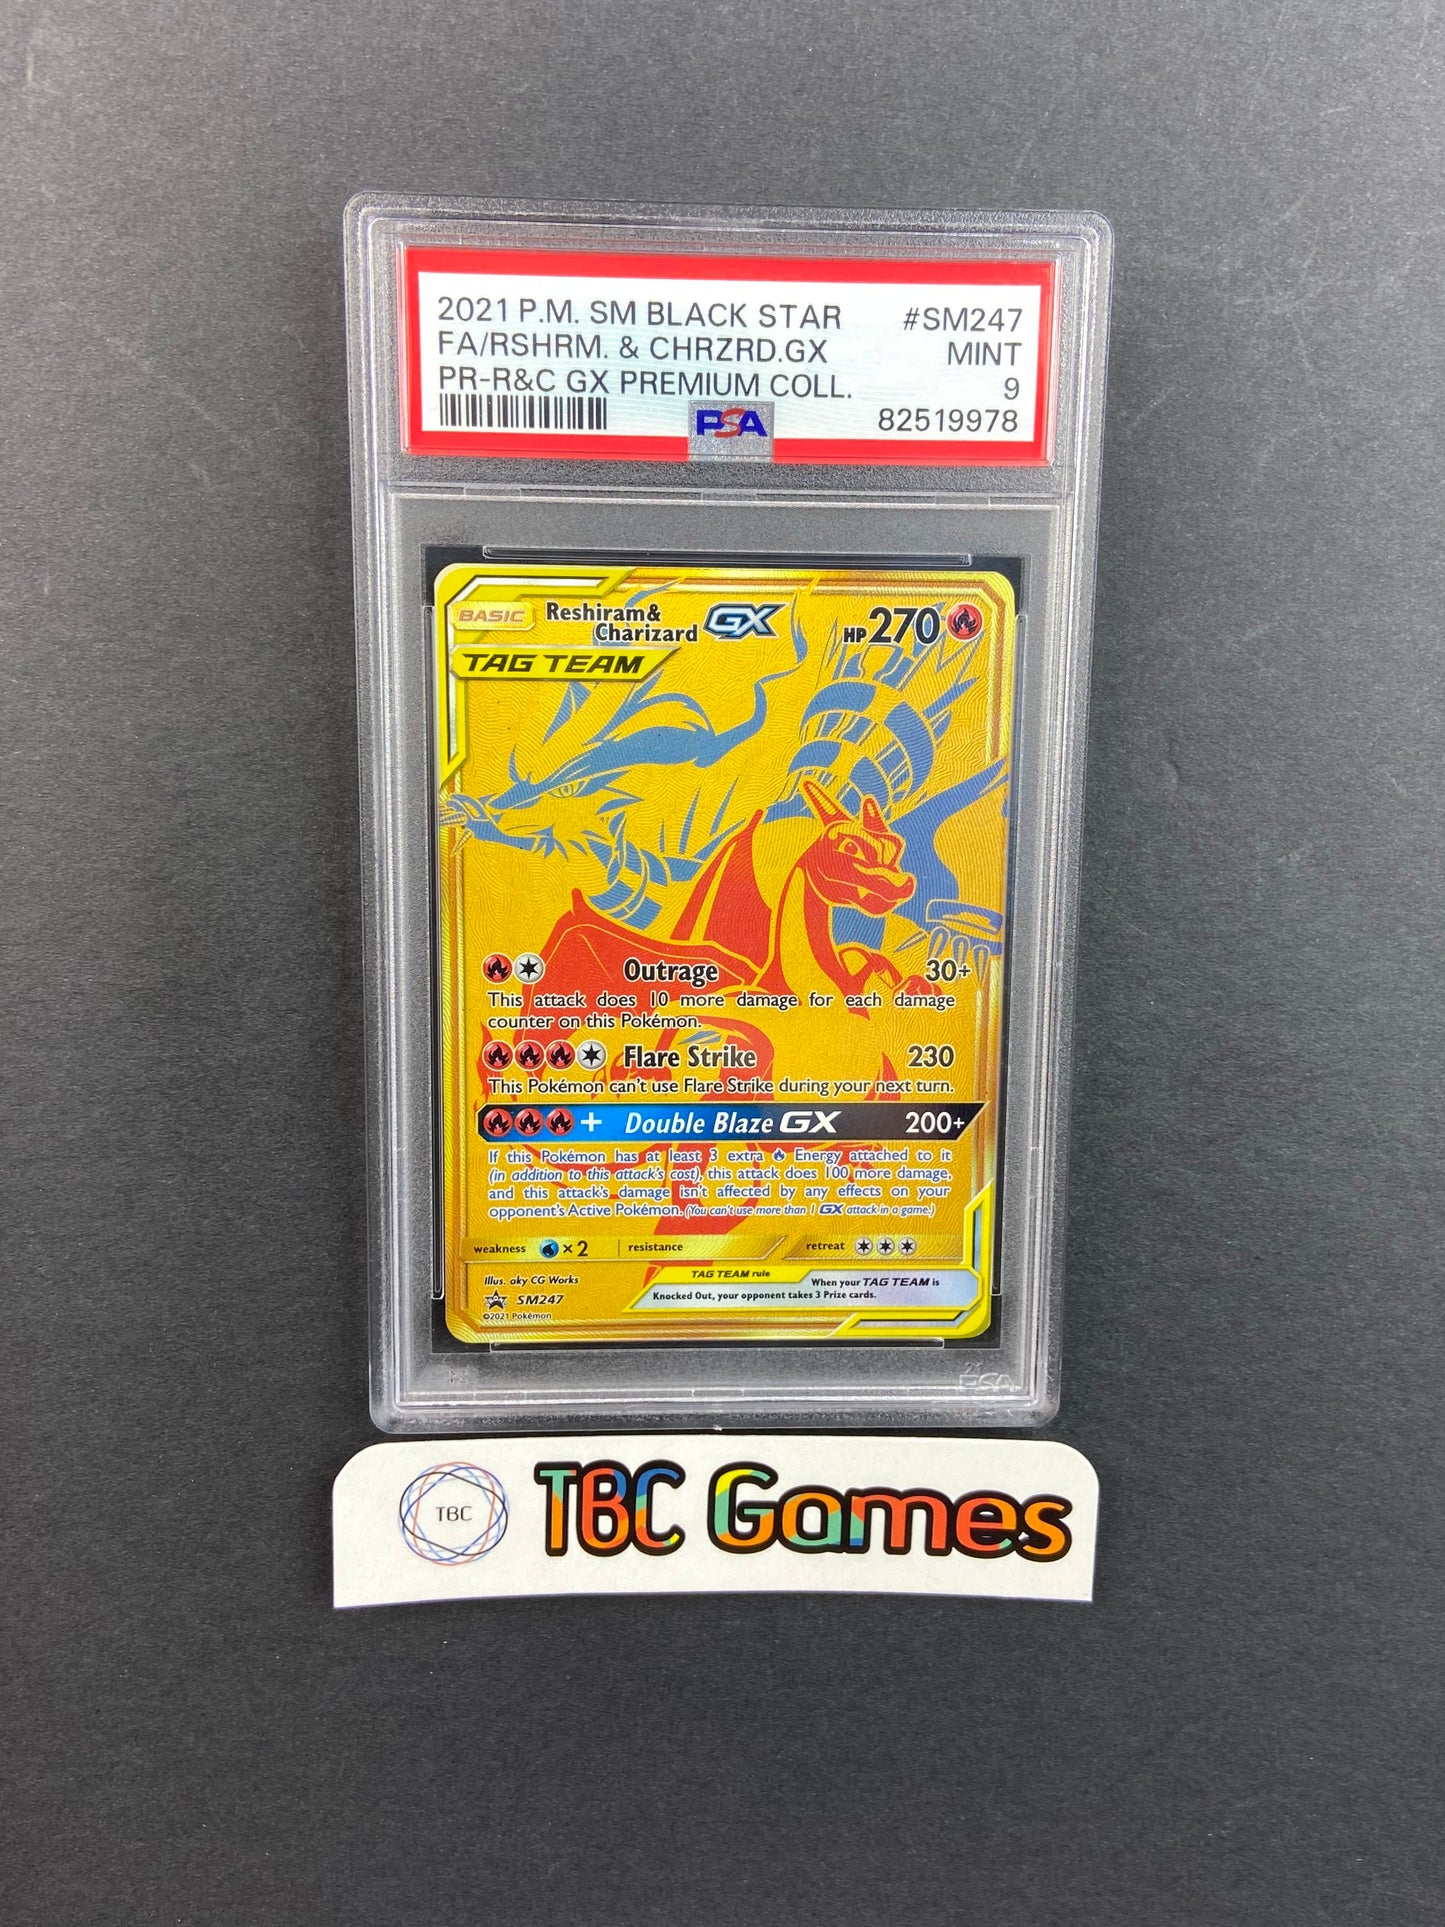 2021 P.M. SM BLACK STAR #SM247
FA/RSHRM. & CHRZRD.GX MINT
PR-R&C GX PREMIUM COLL. 9
PSA 82519978
BASIC Reshiram& GX HP270
Charizard
TAG TEAM
Outrage 30+
This attack does 10 more damage for each damage
counter on this Pokémon.
Flare Strike 230
This Pokémon can't use Flare Strike during your next turn.
+ Double Blaze GX 200+
If this Pokémon has at least 3 extra Energy attached to it
(in addition to this attack's cost), this attack does 100 more damage,
and this attack's damage isn't affected by any effects on your
opponent's Active Pokémon. (You can't use more than 1 GX attack in a game.)
weakness ×2 resistance retreat
Illus. aky CG Works
SM247
©2021 Pokémon
TAG TEAM rule When your TAG TEAM is
Knocked Out, your opponent takes 3 Prize cards.
PSA
TBC TBC Games